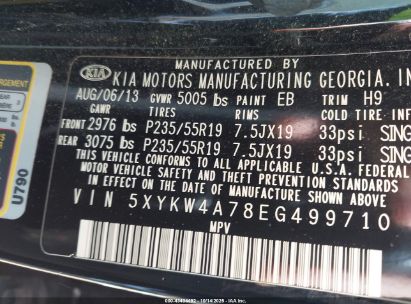 MANUFACTURED BY
KIA KIA MOTORS MANUFACTURING GEORGIA, IN
AUG/06/13 GVWR 5005 lbs PAINT EB TRIM H9
GAWR TIRES RIMS COLD TIRE INF
FRONT 2976 lbs P235/55R19 7.5JX19 33psi SING
REAR 3075 lbs P235/55R19 7.5JX19 33psi SING
THIS VEHICLE CONFORMS TO ALL APPLICABLE U.S.A. FEDE
MOTOR VEHICLE SAFETY AND THEFT PREVENTION STANDARDS
IN EFFECT ON THE DATE OF MANUFACTURE SHOWN ABOVE
VIN 5XYKW4A78EG499710
MPV
U790